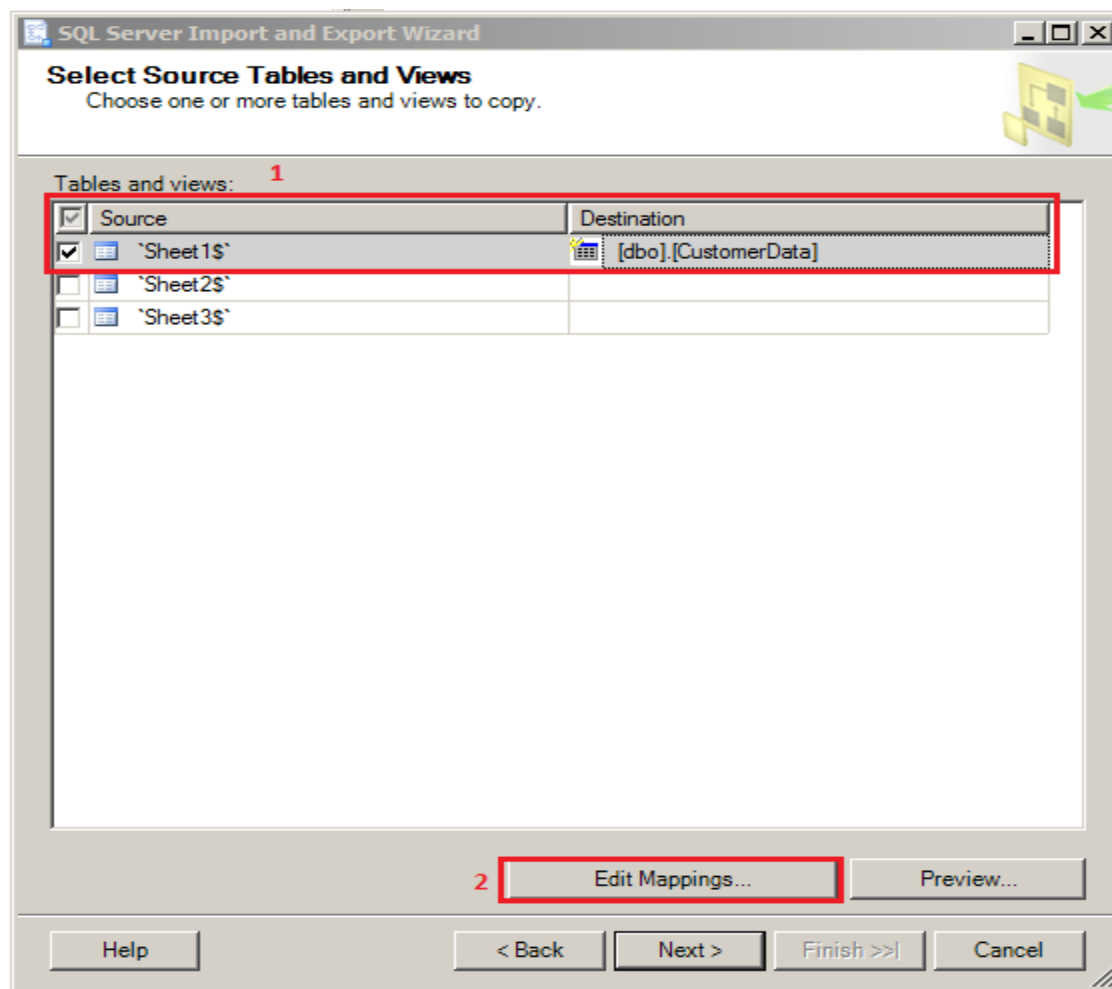 SQL Server Import and Export Wizard
Select Source Tables and Views
Choose one or more tables and views to copy.
Tables and views: 1
Source Destination
`Sheet1$` [dbo].[CustomerData]
`Sheet2$`
`Sheet3$`
2 Edit Mappings... Preview...
Help < Back Next > Finish >>| Cancel